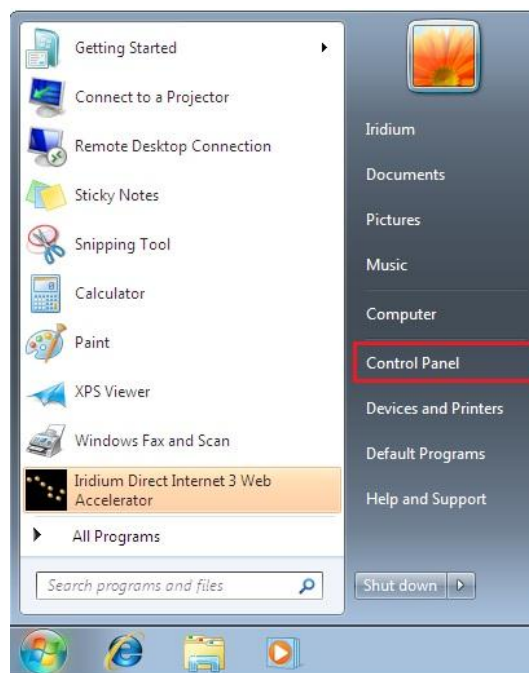 Getting Started
Connect to a Projector
Remote Desktop Connection
Sticky Notes
Snipping Tool
Calculator
Paint
XPS Viewer
Windows Fax and Scan
Iridium Direct Internet 3 Web
Accelerator
All Programs
Search programs and files
Iridium
Documents
Pictures
Music
Computer
Control Panel
Devices and Printers
Default Programs
Help and Support
Shut down